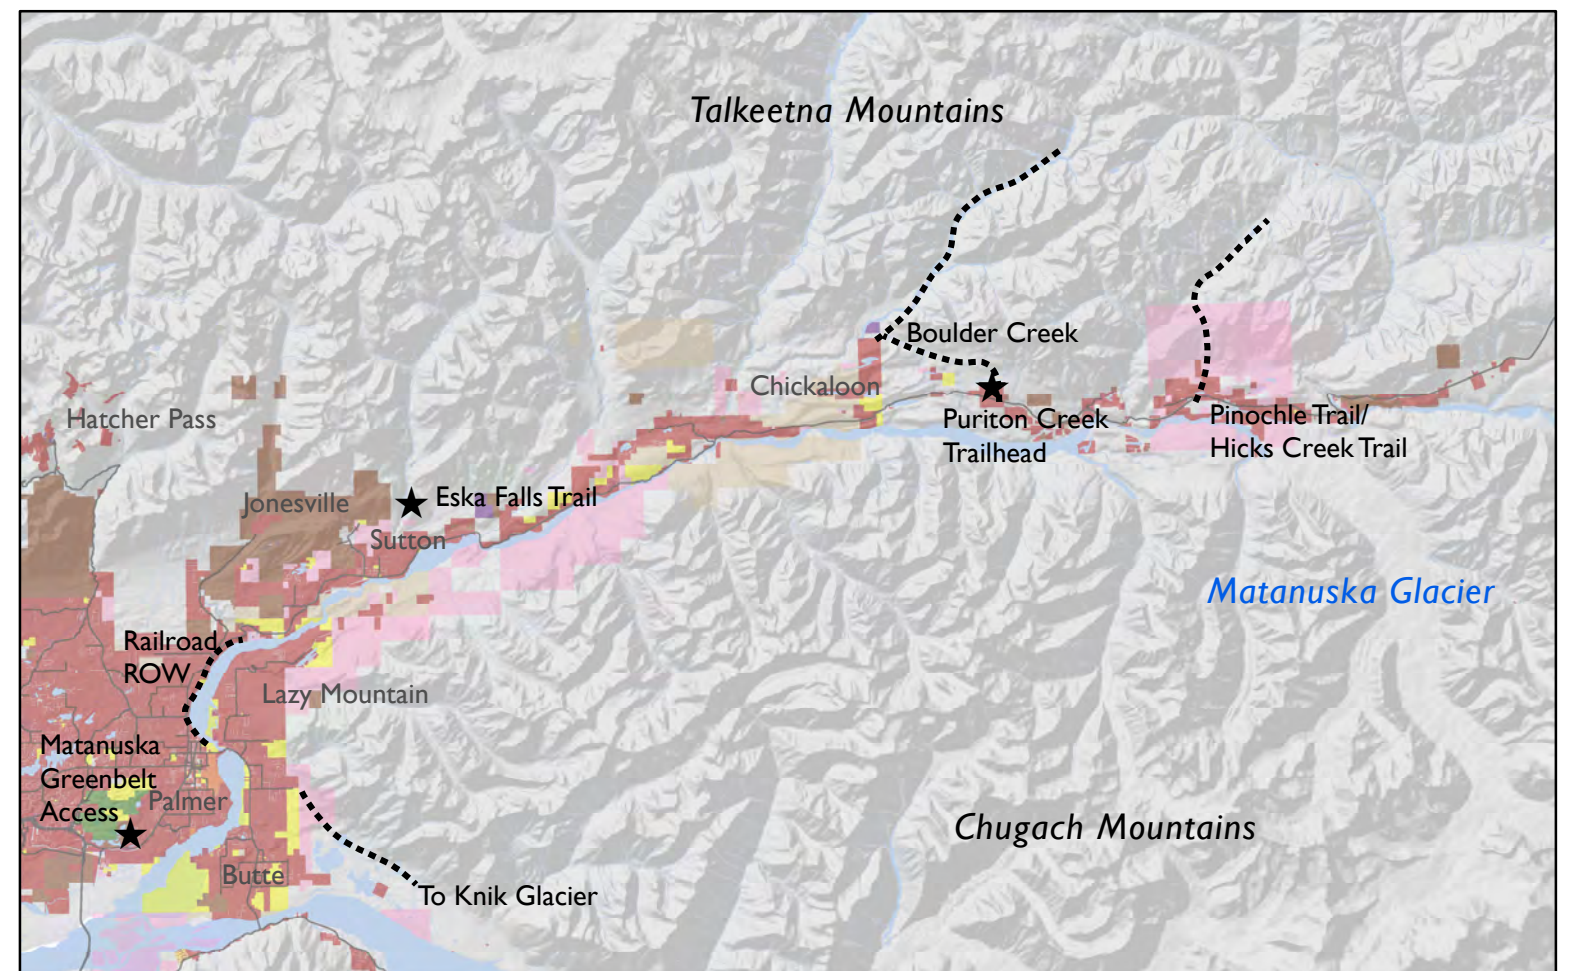 Talkeetna Mountains
Boulder Creek
Chickaloon
Hatcher Pass
Puriton Creek
Trailhead
Pinochle Trail/
Hicks Creek Trail
Jonesville
Eska Falls Trail
Sutton
Matanuska Glacier
Railroad
ROW
Lazy Mountain
Matanuska
Greenbelt
Access
Palmer
Chugach Mountains
Butte
To Knik Glacier